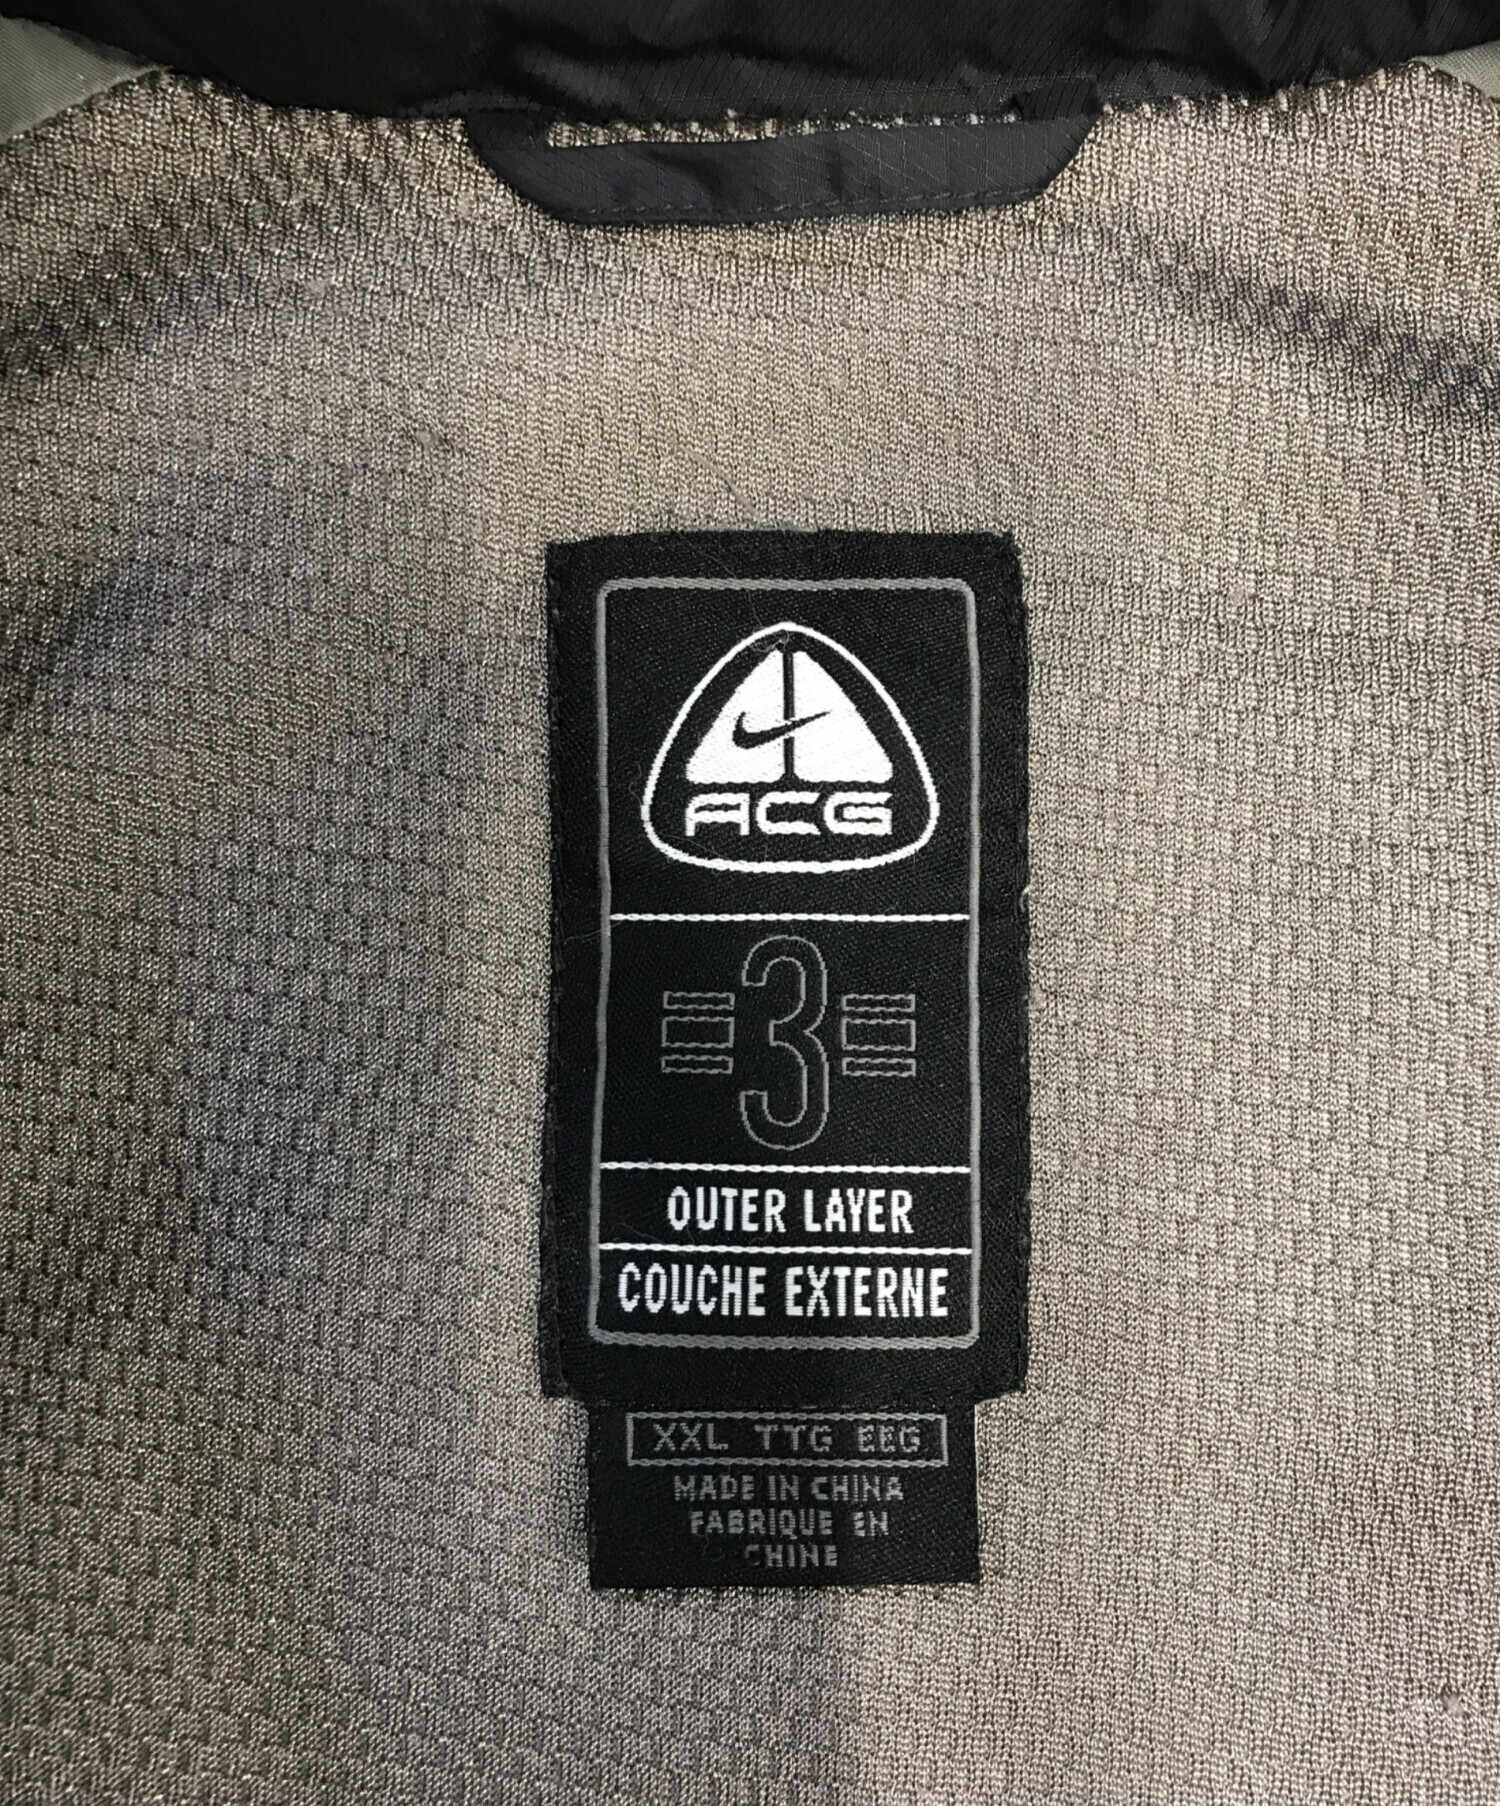 ACG
3
OUTER LAYER
COUCHE EXTERNE
XXL TTG EEG
MADE IN CHINA
FABRIQUE EN
CHINE